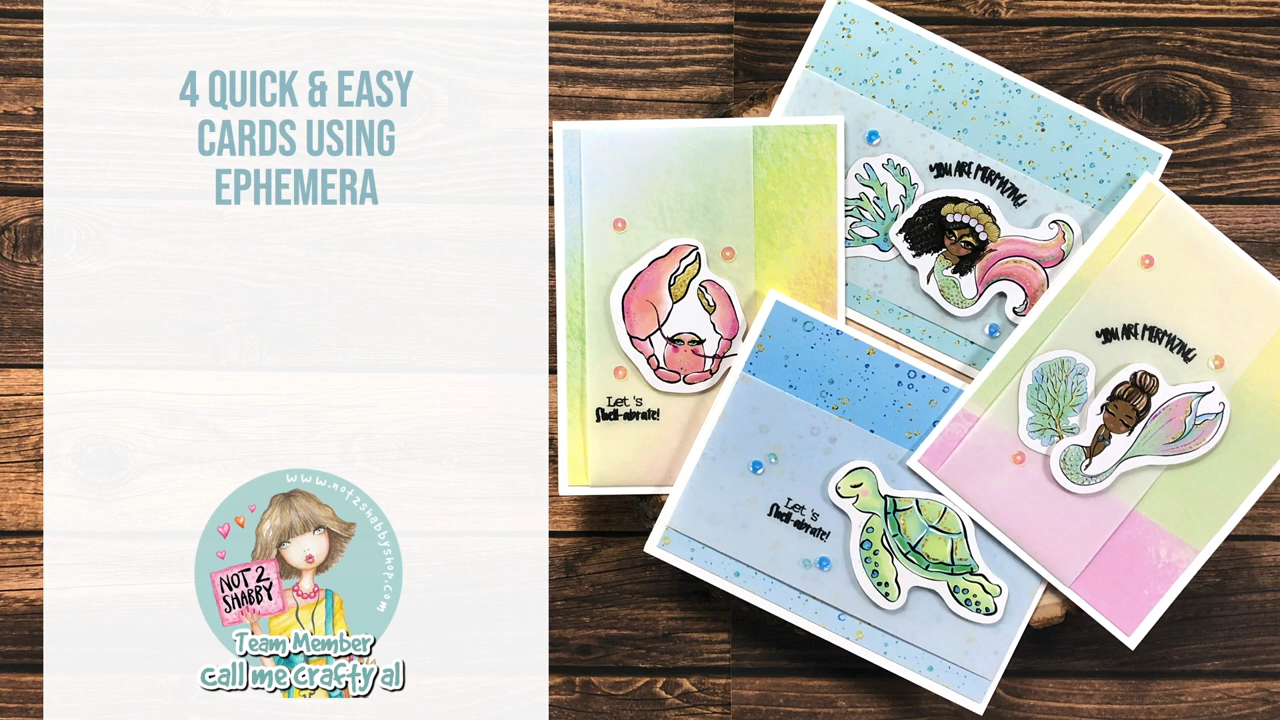 4 QUICK & EASY
CARDS USING
EPHEMERA
www.not2shabbyshop.com
NOT 2
SHABBY
Team Member
call me crafty al
YOU ARE MERMAZING!
Let's
Shell-abrate!
YOU ARE MERMAZING!
Let's
Shell-abrate!